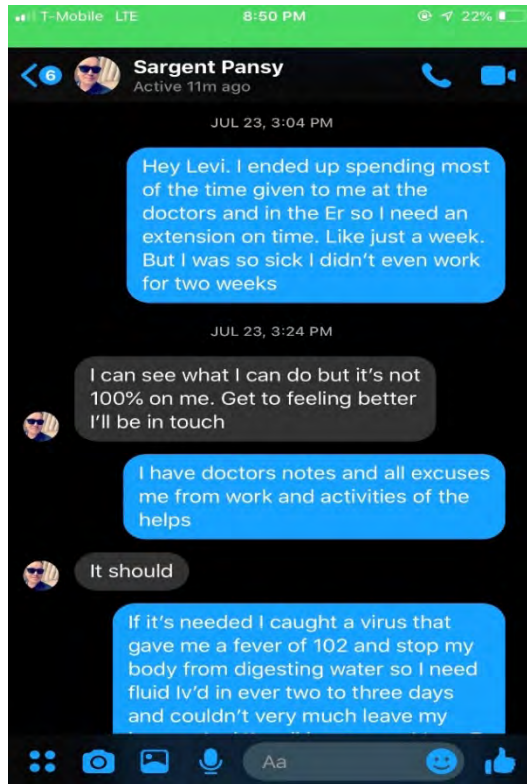 T-Mobile LTE 8:50 PM 22%
6 Sargent Pansy
Active 11m ago
JUL 23, 3:04 PM
Hey Levi. I ended up spending most
of the time given to me at the
doctors and in the Er so I need an
extension on time. Like just a week.
But I was so sick I didn't even work
for two weeks
JUL 23, 3:24 PM
I can see what I can do but it's not
100% on me. Get to feeling better
I'll be in touch
I have doctors notes and all excuses
me from work and activities of the
helps
It should
If it's needed I caught a virus that
gave me a fever of 102 and stop my
body from digesting water so I need
fluid Iv'd in ever two to three days
and couldn't very much leave my
Aa